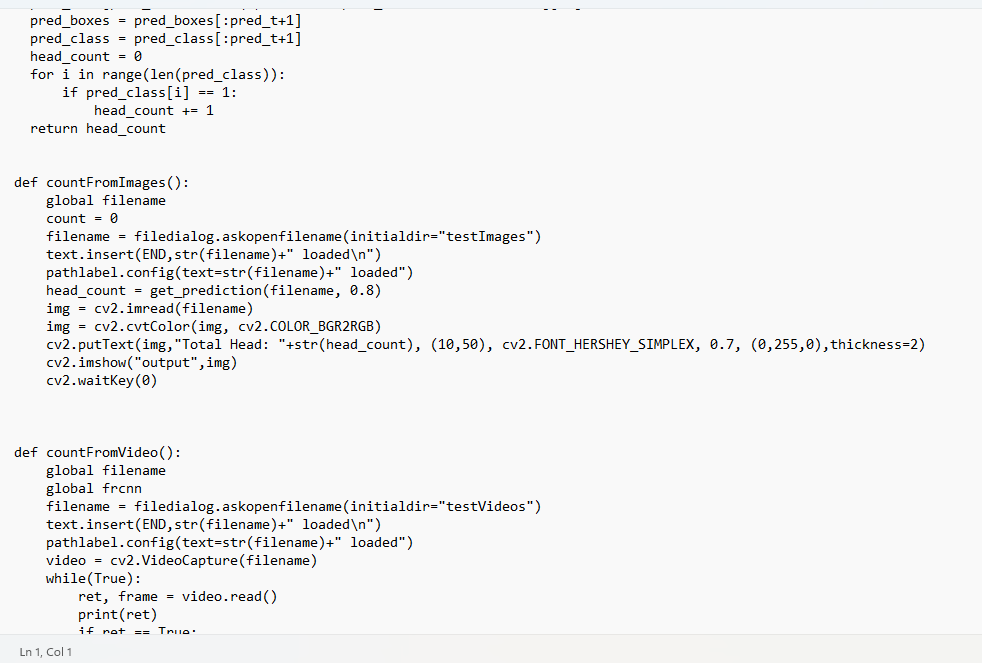 pred_boxes = pred_boxes[:pred_t+1]
pred_class = pred_class[:pred_t+1]
head_count = 0
for i in range(len(pred_class)):
    if pred_class[i] == 1:
        head_count += 1
return head_count
def countFromImages():
    global filename
    count = 0
    filename = filedialog.askopenfilename(initialdir="testImages")
    text.insert(END,str(filename)+" loaded\n")
    pathlabel.config(text=str(filename)+" loaded")
    head_count = get_prediction(filename, 0.8)
    img = cv2.imread(filename)
    img = cv2.cvtColor(img, cv2.COLOR_BGR2RGB)
    cv2.putText(img,"Total Head: "+str(head_count), (10,50), cv2.FONT_HERSHEY_SIMPLEX, 0.7, (0,255,0),thickness=2)
    cv2.imshow("output",img)
    cv2.waitKey(0)
def countFromVideo():
    global filename
    global frcnn
    filename = filedialog.askopenfilename(initialdir="testVideos")
    text.insert(END,str(filename)+" loaded\n")
    pathlabel.config(text=str(filename)+" loaded")
    video = cv2.VideoCapture(filename)
    while(True):
        ret, frame = video.read()
        print(ret)
        if ret == True:
Ln 1, Col 1